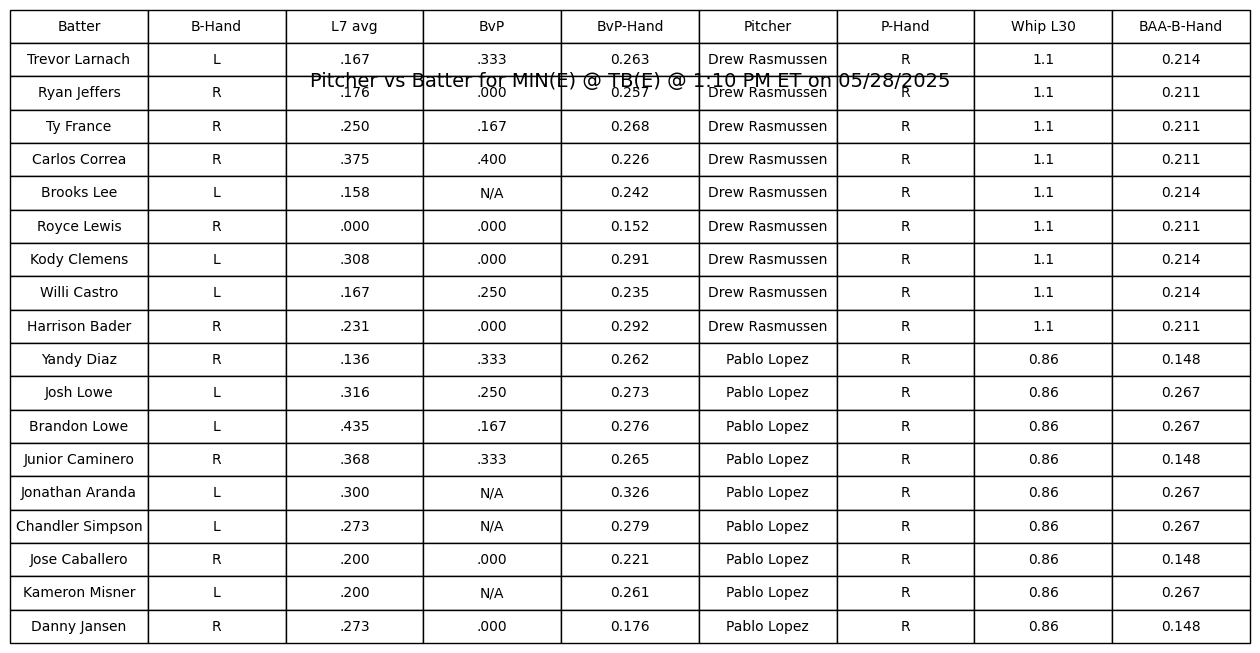 Batter B-Hand L7 avg BvP BvP-Hand Pitcher P-Hand Whip L30 BAA-B-Hand
Trevor Larnach L .167 .333 0.263 Drew Rasmussen R 1.1 0.214
Pitcher vs Batter for MIN(E) @ TB(E) @ 1:10 PM ET on 05/28/2025
Ryan Jeffers R .176 .000 0.257 Drew Rasmussen R 1.1 0.211
Ty France R .250 .167 0.268 Drew Rasmussen R 1.1 0.211
Carlos Correa R .375 .400 0.226 Drew Rasmussen R 1.1 0.211
Brooks Lee L .158 N/A 0.242 Drew Rasmussen R 1.1 0.214
Royce Lewis R .000 .000 0.152 Drew Rasmussen R 1.1 0.211
Kody Clemens L .308 .000 0.291 Drew Rasmussen R 1.1 0.214
Willi Castro L .167 .250 0.235 Drew Rasmussen R 1.1 0.214
Harrison Bader R .231 .000 0.292 Drew Rasmussen R 1.1 0.211
Yandy Diaz R .136 .333 0.262 Pablo Lopez R 0.86 0.148
Josh Lowe L .316 .250 0.273 Pablo Lopez R 0.86 0.267
Brandon Lowe L .435 .167 0.276 Pablo Lopez R 0.86 0.267
Junior Caminero R .368 .333 0.265 Pablo Lopez R 0.86 0.148
Jonathan Aranda L .300 N/A 0.326 Pablo Lopez R 0.86 0.267
Chandler Simpson L .273 N/A 0.279 Pablo Lopez R 0.86 0.267
Jose Caballero R .200 .000 0.221 Pablo Lopez R 0.86 0.148
Kameron Misner L .200 N/A 0.261 Pablo Lopez R 0.86 0.267
Danny Jansen R .273 .000 0.176 Pablo Lopez R 0.86 0.148